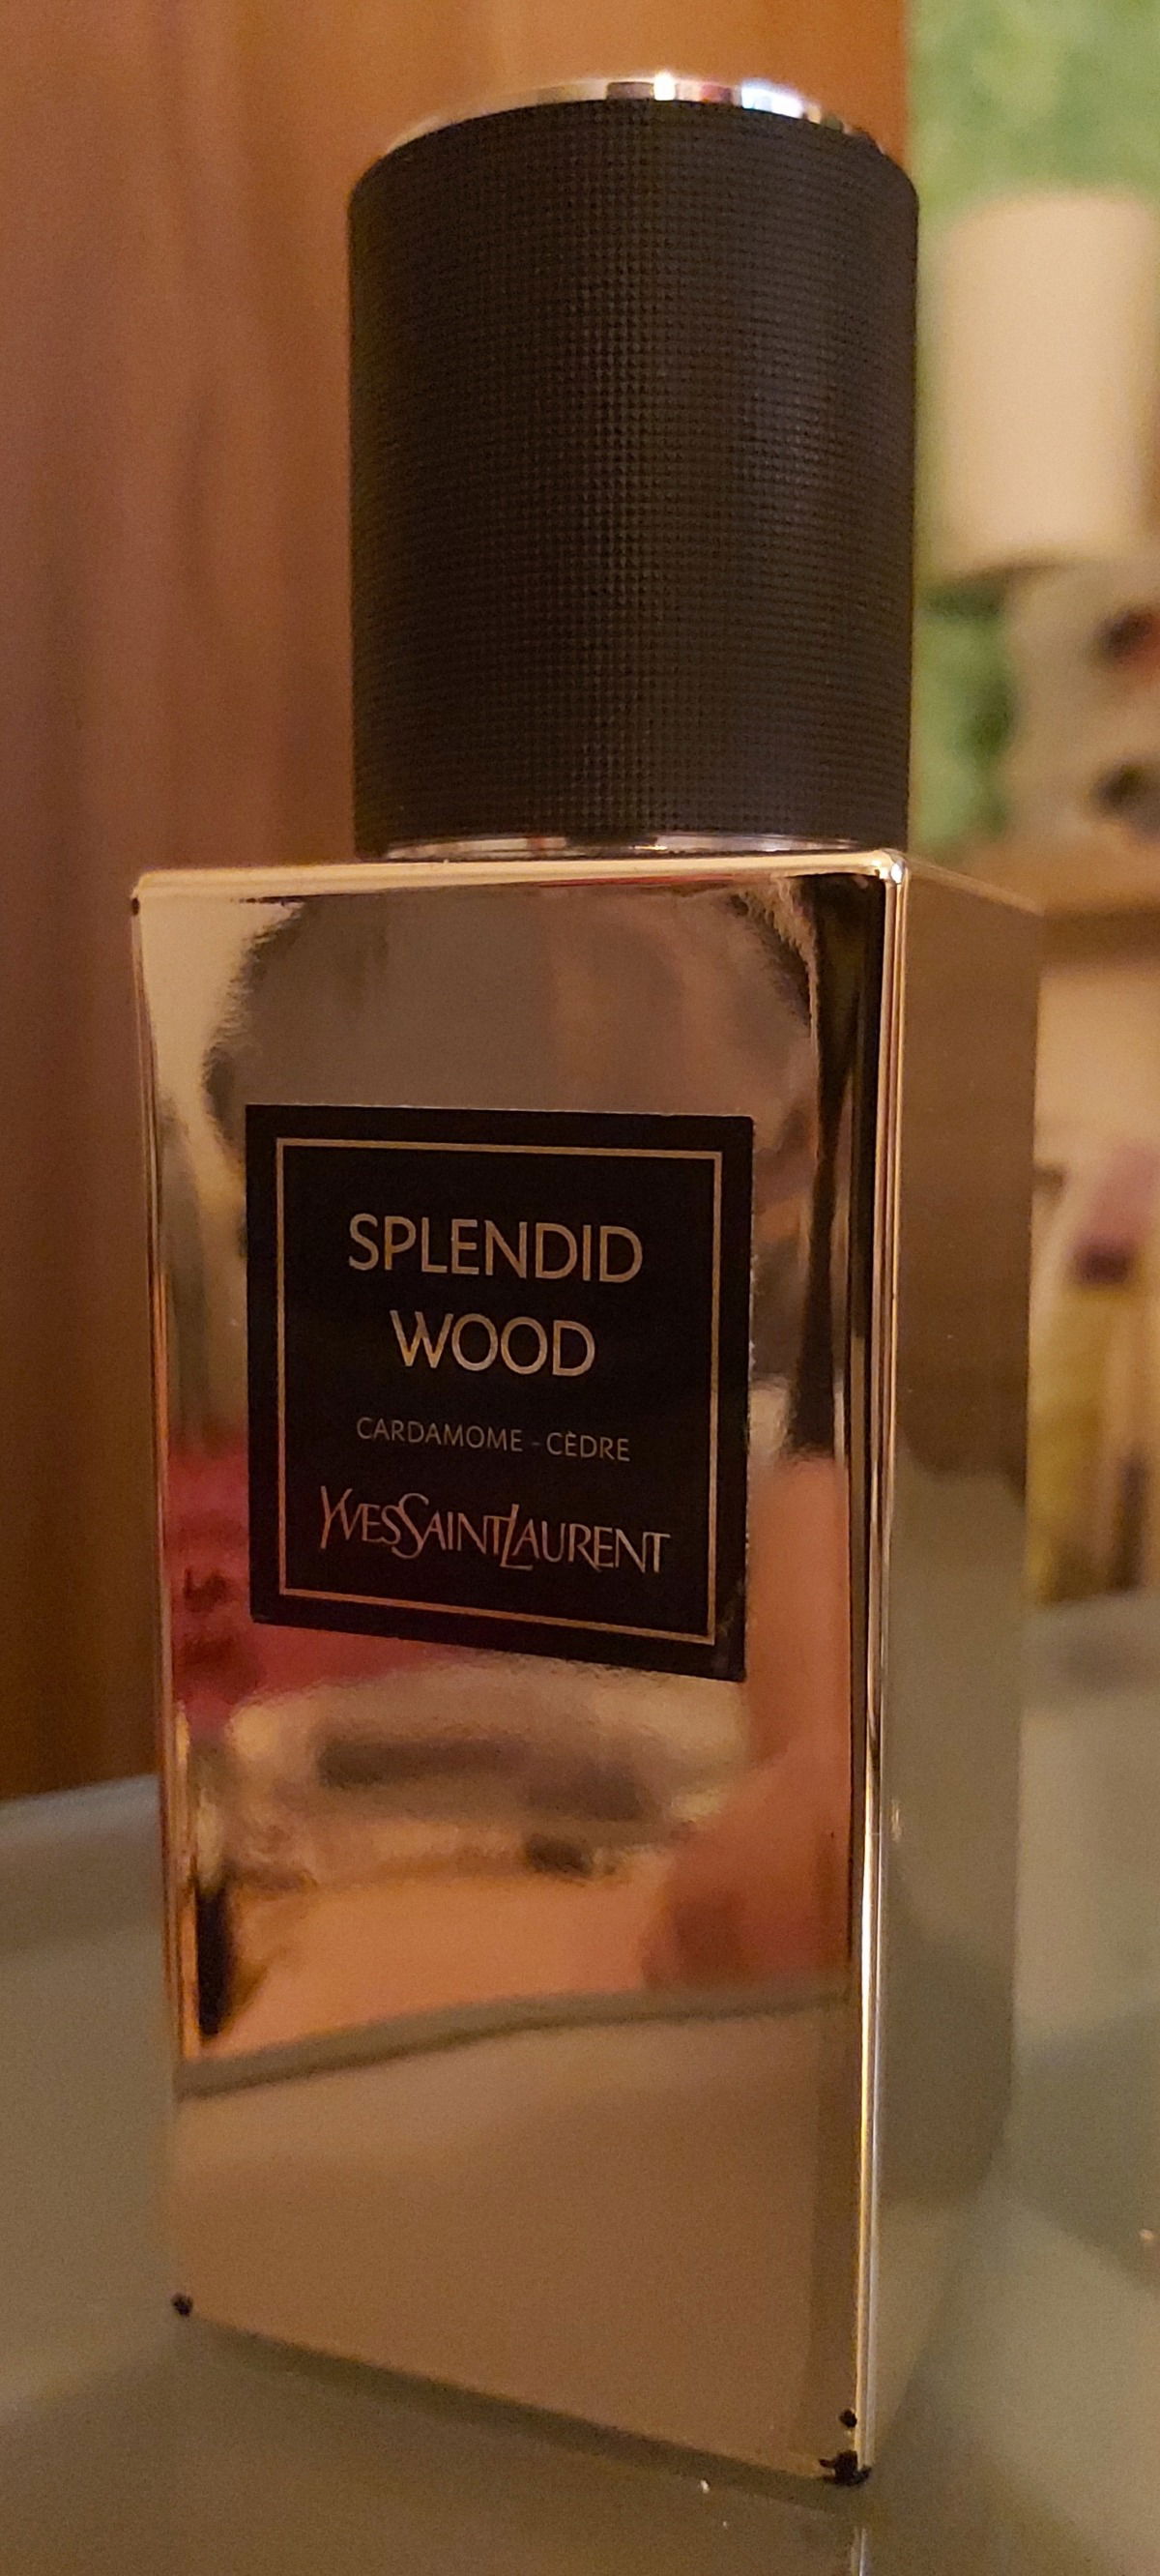 SPLENDID
WOOD
CARDAMOME - CÈDRE
YVESSAINTLAURENT